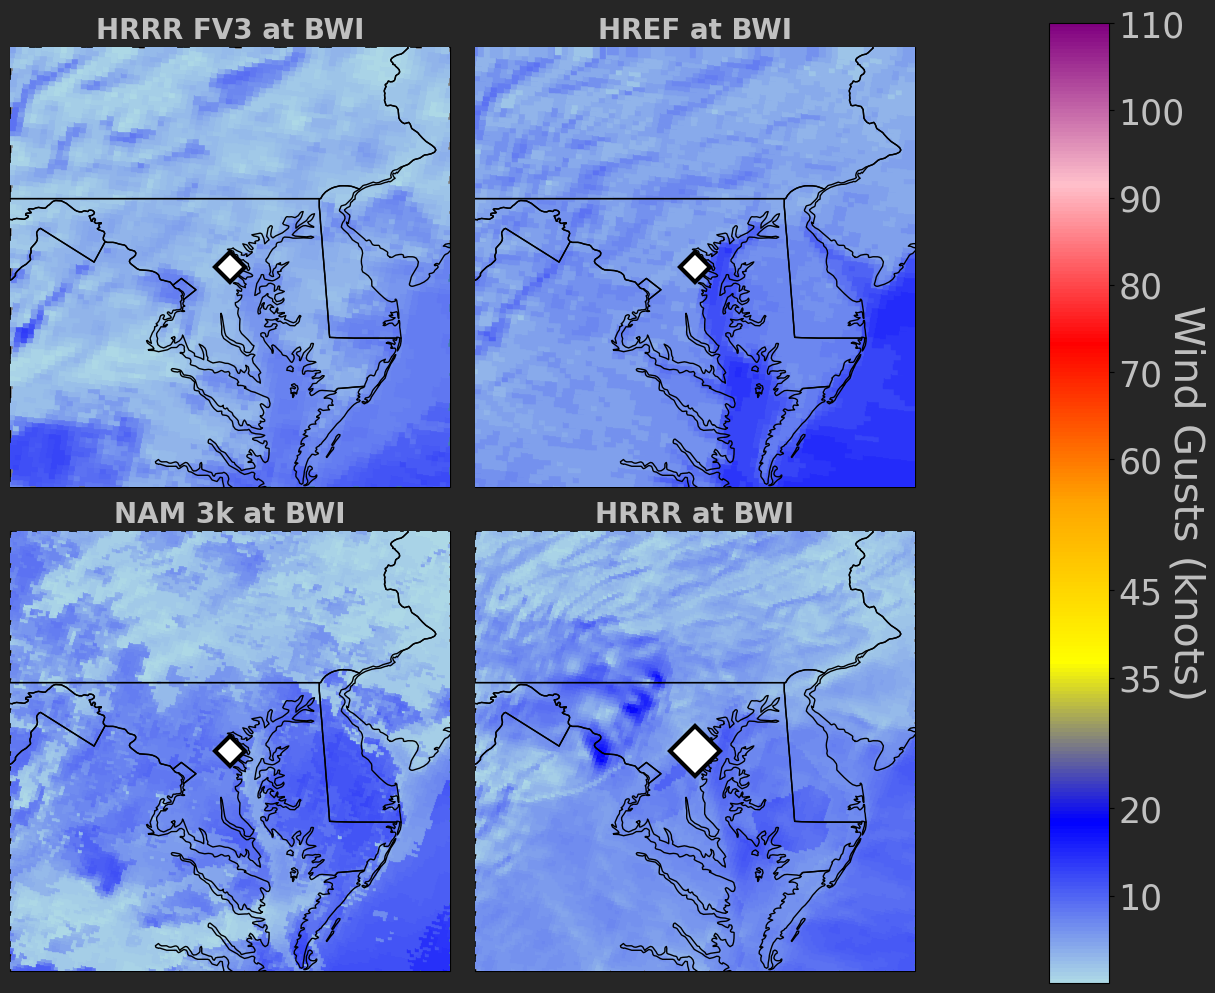 HRRR FV3 at BWI
HREF at BWI
NAM 3k at BWI
HRRR at BWI
110
100
90
80
70
60
45
35
20
10
Wind Gusts (knots)